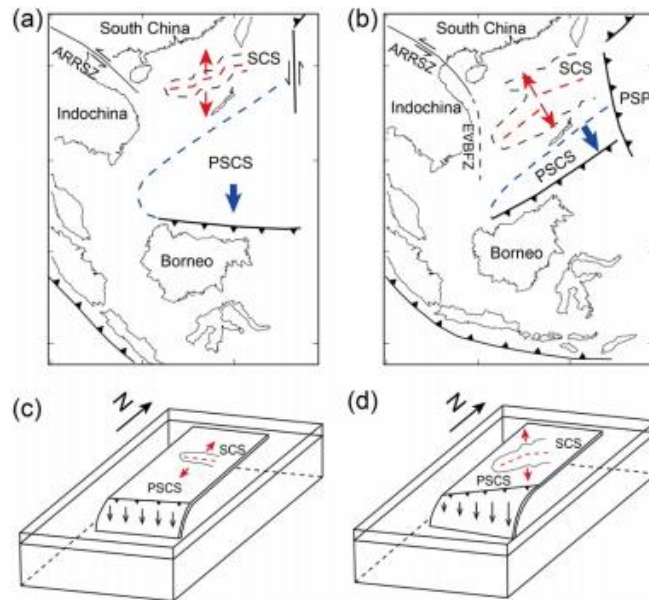 (a)
South China
ARRSZ
SCS
Indochina
PSCS
Borneo
(b)
South China
ARRSZ
SCS
Indochina
PSP
EABFZ
PSCS
Borneo
(c)
N
SCS
PSCS
(d)
N
SCS
PSCS